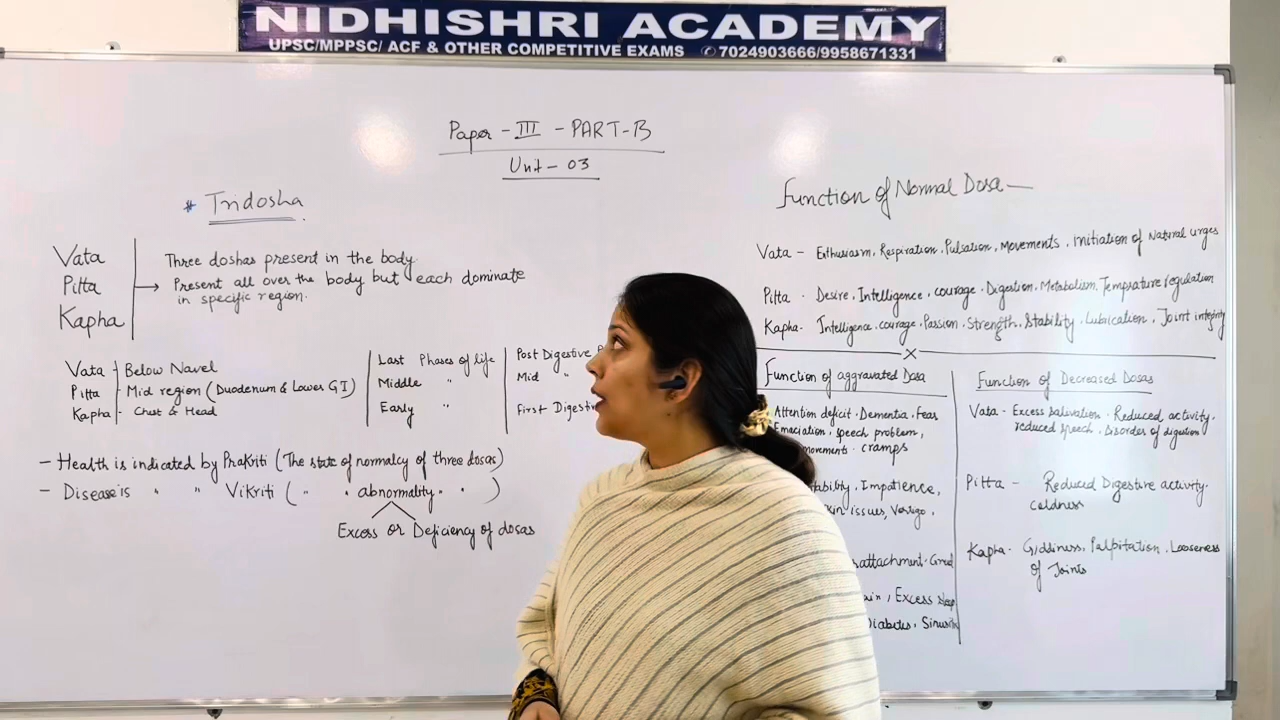 NIDHISHRI ACADEMY
UPSC/MPPSC/ ACF & OTHER COMPETITIVE EXAMS ✆7024903666/9958671331
Paper - III - PART-B
Unit - 03
* Tridosha
Vata
Pitta
Kapha
Three doshas present in the body
Present all over the body but each dominate
in specific region.
Vata - Below Navel
Pitta - Mid region (Duodenum & Lower GI)
Kapha - Chest & Head
Last Phases of life
Middle "
Early "
Post Digestive
Mid "
First Digestive
- Health is indicated by Prakriti (The state of normalcy of three dosas)
- Disease is " " Vikriti ( " " abnormality " " )
Excess or Deficiency of dosas
Function of Normal Dosa -
Vata - Enthusiasm, Respiration, Pulsation, Movements, Initiation of Natural urges
Pitta - Desire, Intelligence, courage, Digestion, Metabolism, Temprature regulation
Kapha - Intelligence, courage, Passion, Strength, Stability, Lubrication, Joint integrity
Function of aggravated Dosa
Attention deficit, Dementia, Fear
Emaciation, speech problem,
cramps
Impatience,
issues, Vertigo,
attachment, Greed
Excess sleep
Diabetes,
Function of Decreased Dosas
Vata - Excess Salivation, Reduced activity,
reduced speech, Disorder of digestion
Pitta - Reduced Digestive activity,
coldness
Kapha - Giddiness, Palpitation, Looseness
of Joints